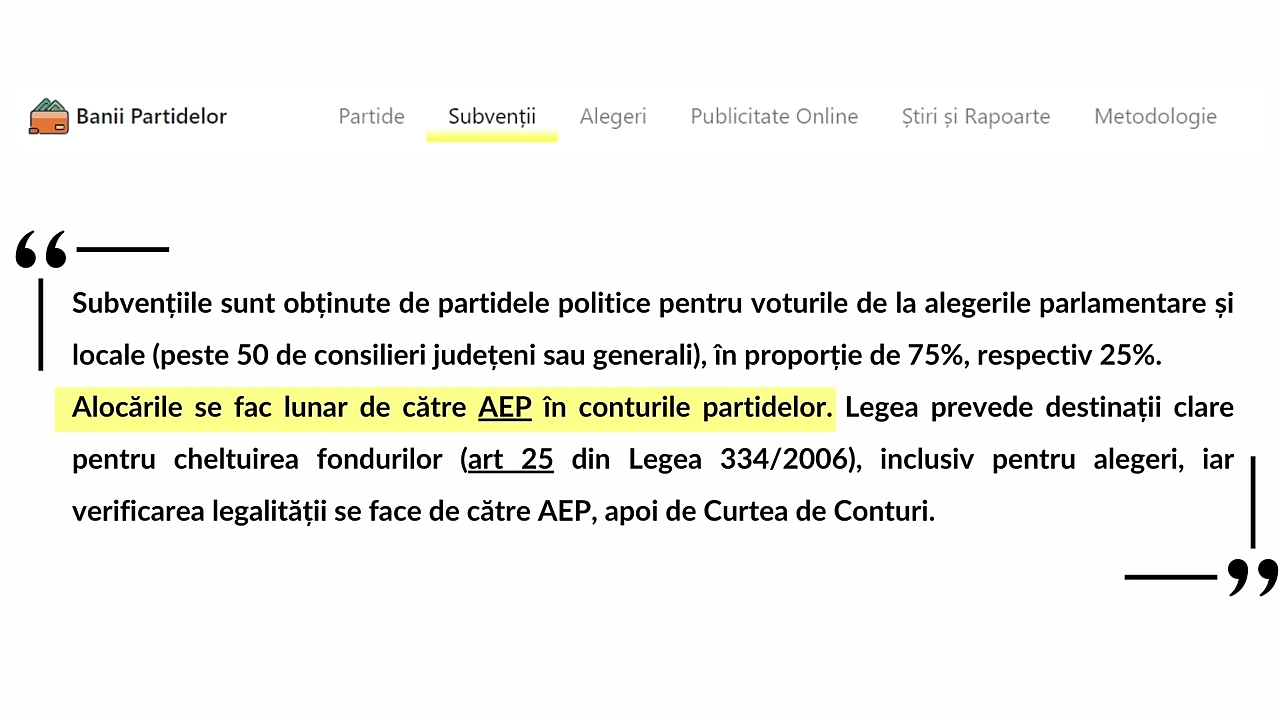 Banii Partidelor Partide Subvenții Alegeri Publicitate Online Știri și Rapoarte Metodologie
“
Subvențiile sunt obținute de partidele politice pentru voturile de la alegerile parlamentare și
locale (peste 50 de consilieri județeni sau generali), în proporție de 75%, respectiv 25%.
Alocările se fac lunar de către AEP în conturile partidelor. Legea prevede destinații clare
pentru cheltuirea fondurilor (art 25 din Legea 334/2006), inclusiv pentru alegeri, iar
verificarea legalității se face de către AEP, apoi de Curtea de Conturi.
”